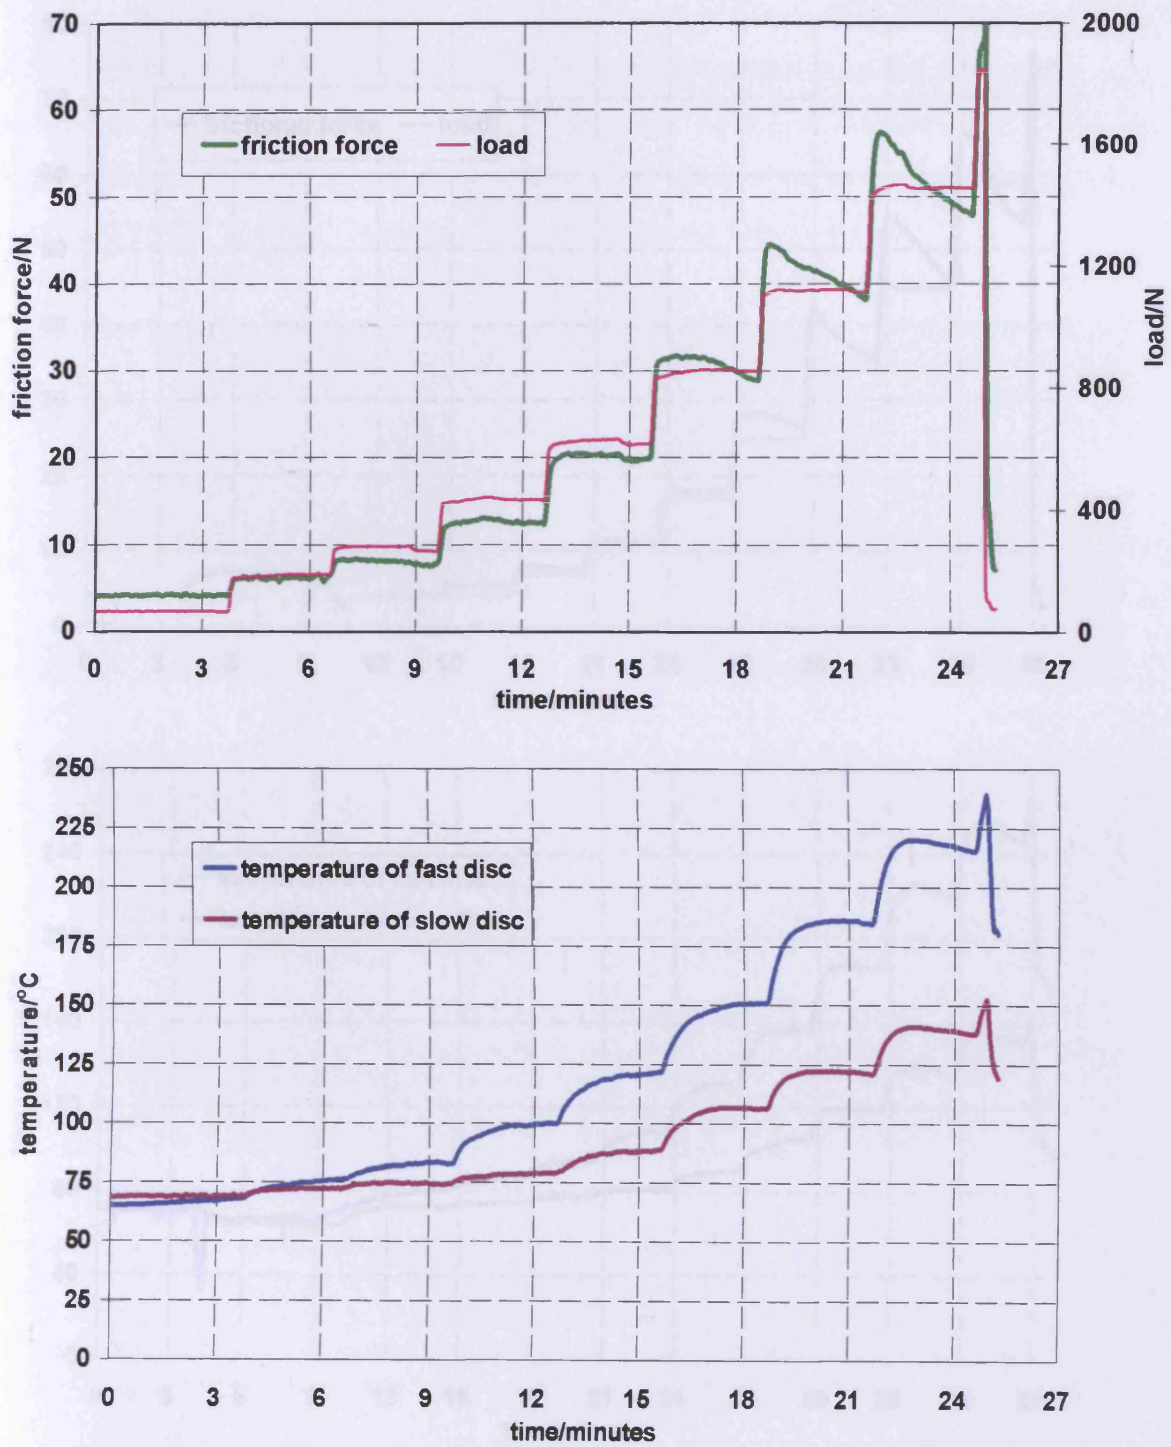 70
60
50
40
30
20
10
0
friction force/N
2000
1600
1200
800
400
0
load/N
friction force load
0 3 6 9 12 15 18 21 24 27
time/minutes
250
225
200
175
150
125
100
75
50
25
0
temperature/°C
temperature of fast disc
temperature of slow disc
0 3 6 9 12 15 18 21 24 27
time/minutes